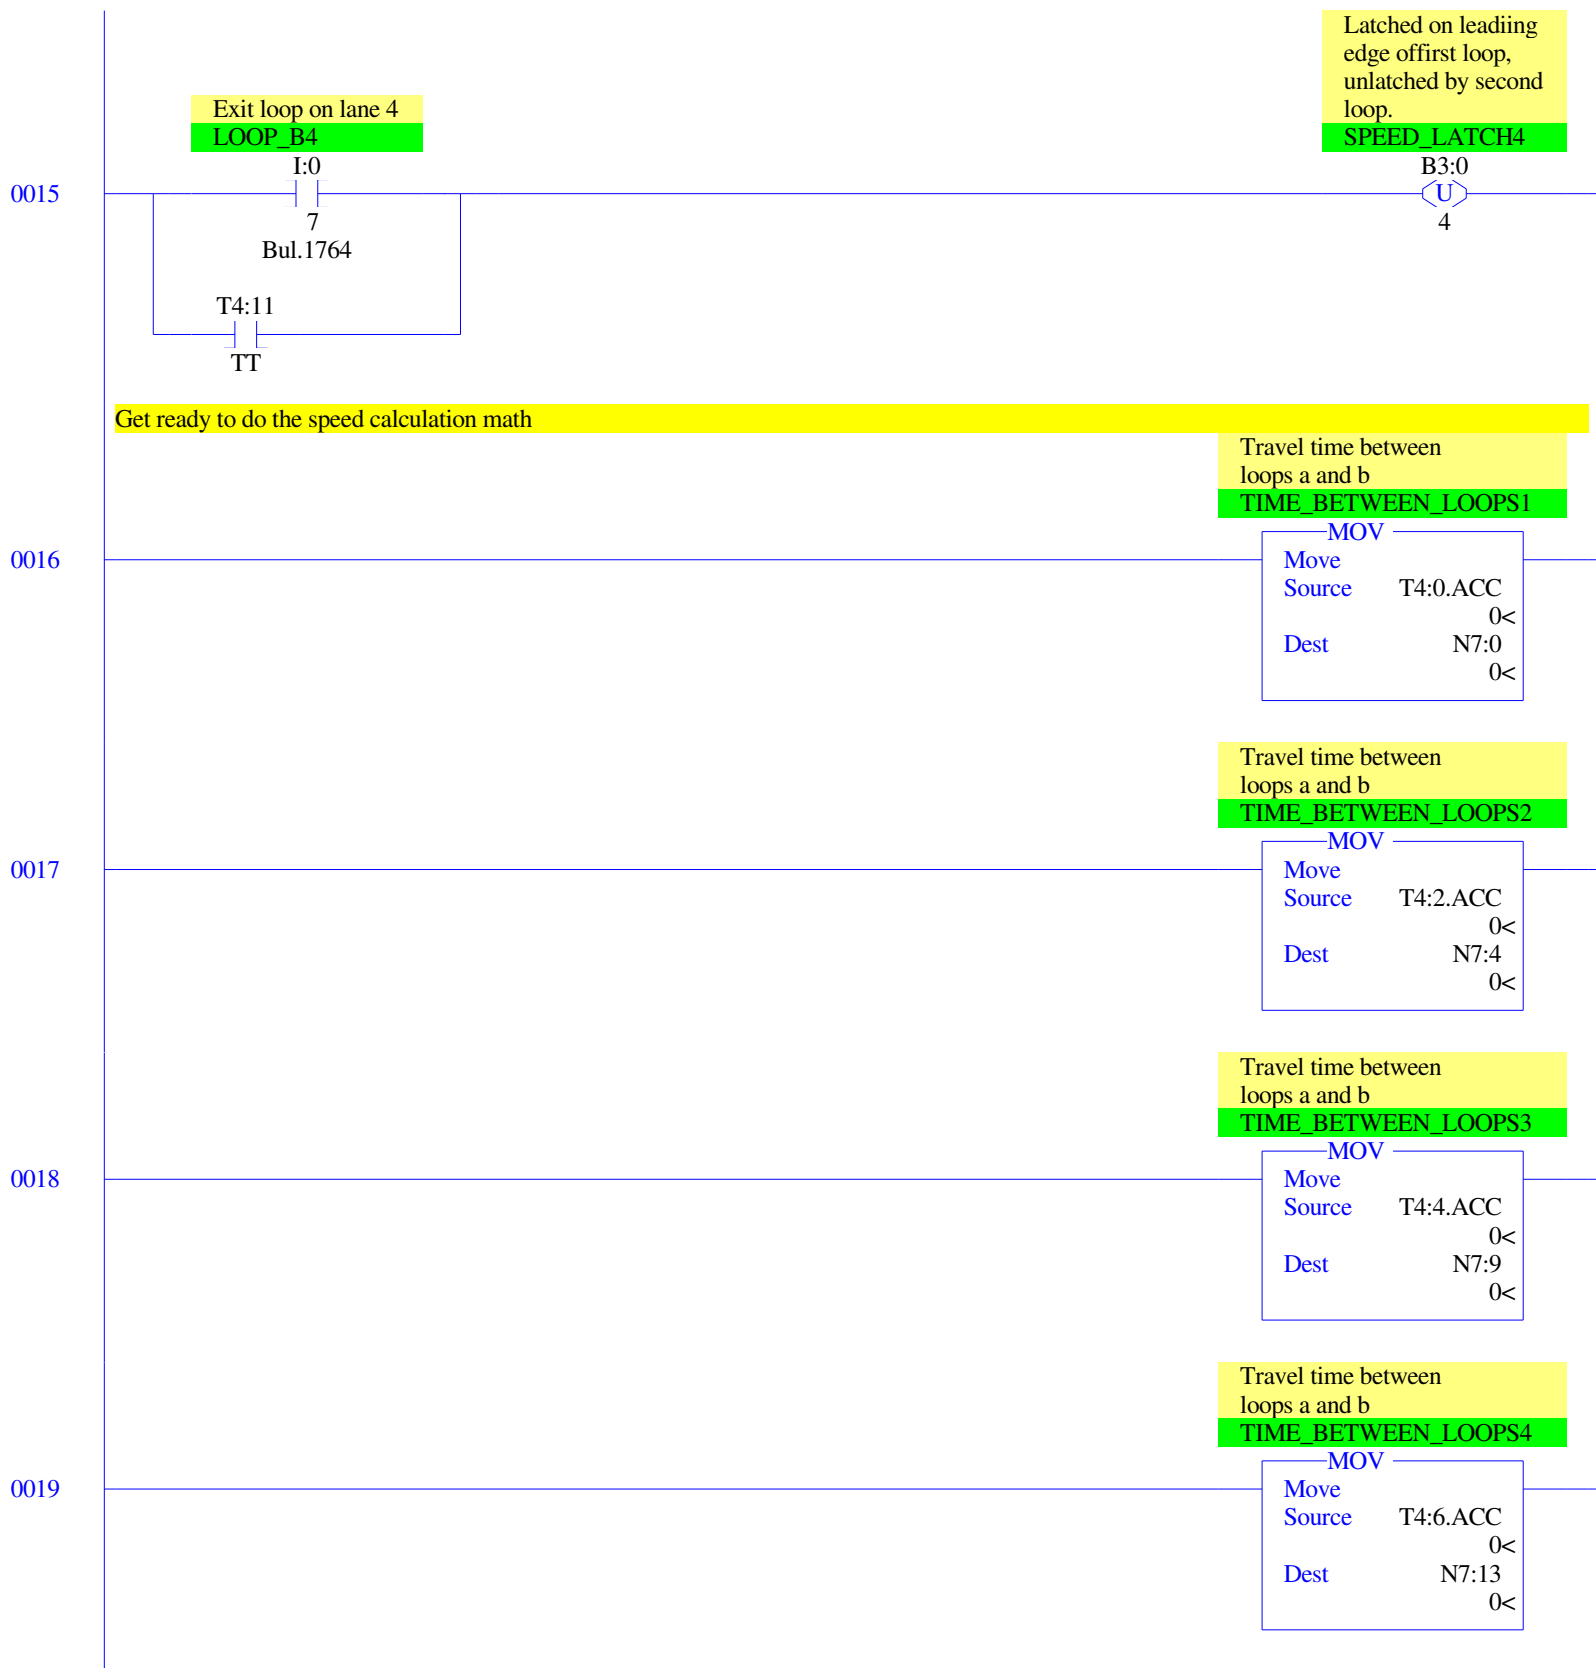 Latched on leadiing
edge offirst loop,
unlatched by second
loop.
Exit loop on lane 4
LOOP_B4
SPEED_LATCH4
I:0
B3:0
0015
U
7
4
Bul.1764
T4:11
TT
Get ready to do the speed calculation math
Travel time between
loops a and b
TIME_BETWEEN_LOOPS1
MOV
0016
Move
Source T4:0.ACC
0<
Dest N7:0
0<
Travel time between
loops a and b
TIME_BETWEEN_LOOPS2
MOV
0017
Move
Source T4:2.ACC
0<
Dest N7:4
0<
Travel time between
loops a and b
TIME_BETWEEN_LOOPS3
MOV
0018
Move
Source T4:4.ACC
0<
Dest N7:9
0<
Travel time between
loops a and b
TIME_BETWEEN_LOOPS4
MOV
0019
Move
Source T4:6.ACC
0<
Dest N7:13
0<